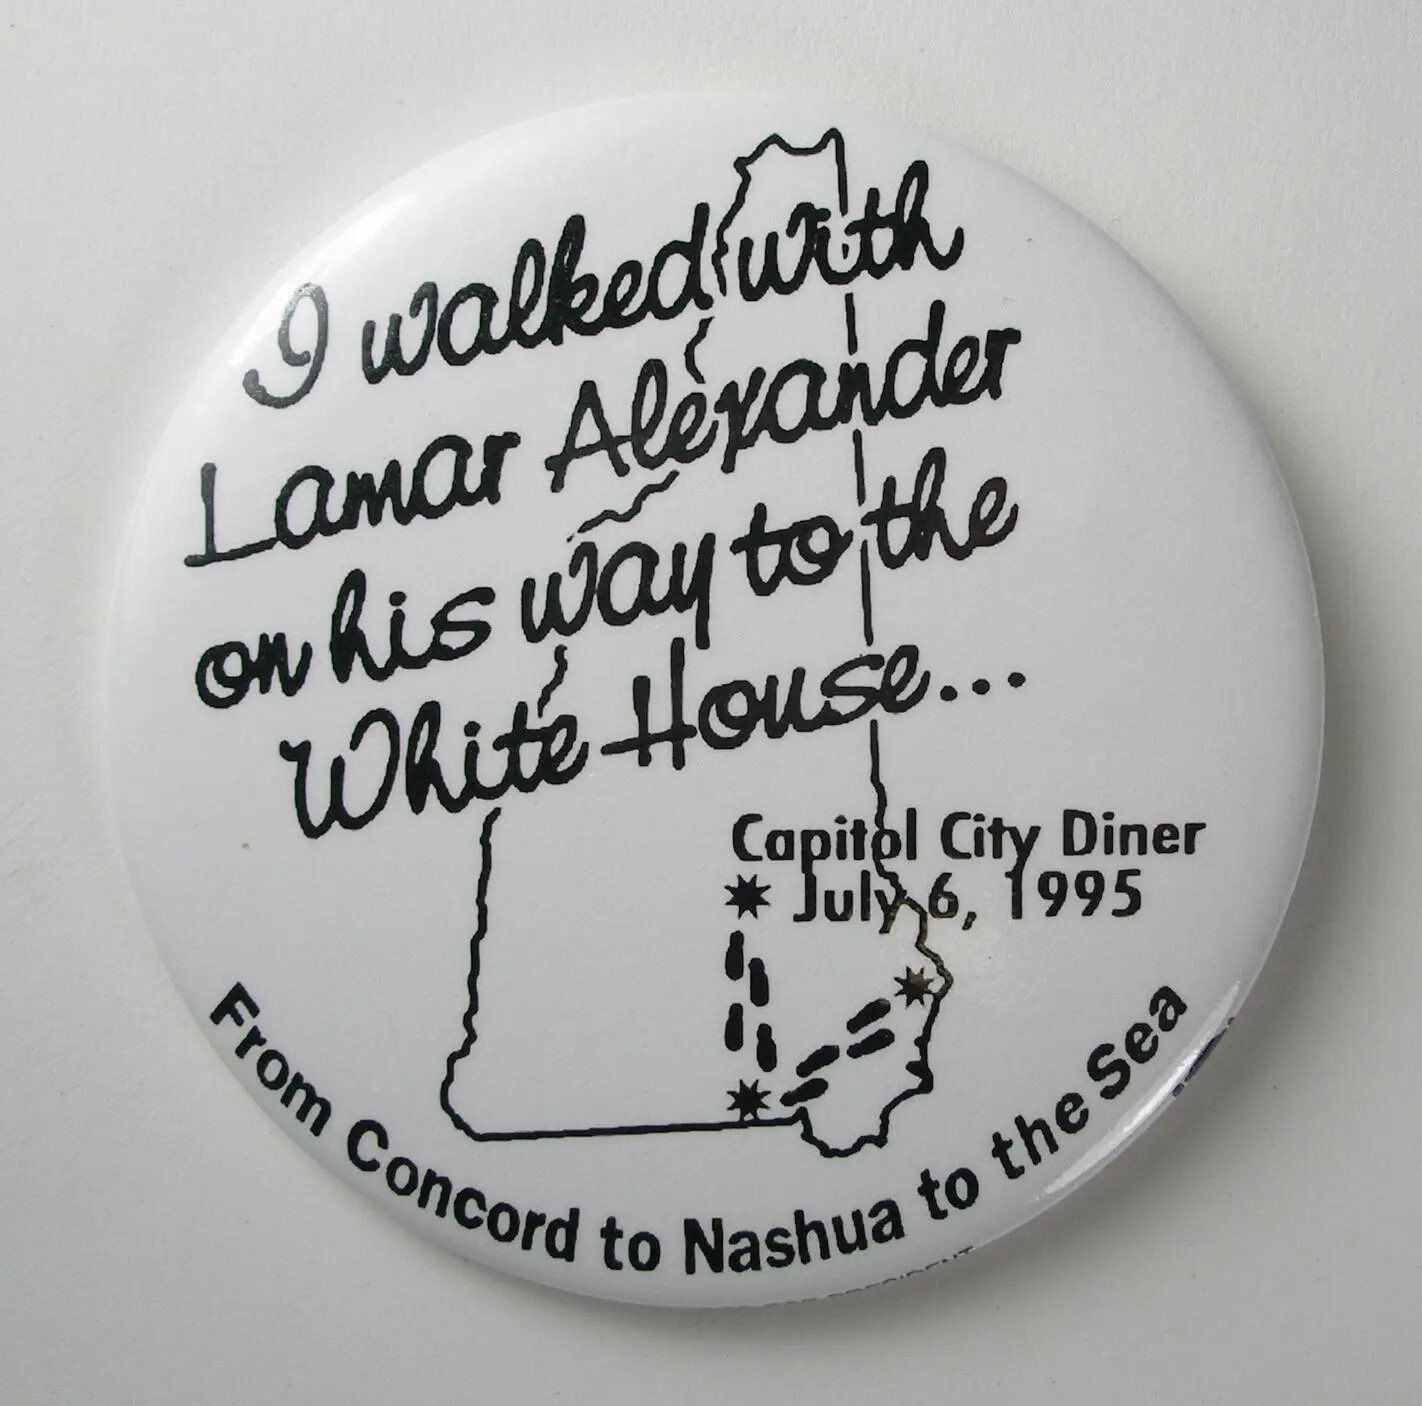 I walked with
Lamar Alexander
on his way to the
White House...
Capitol City Diner
July 6, 1995
From Concord to Nashua to the Sea
PRESIDENT